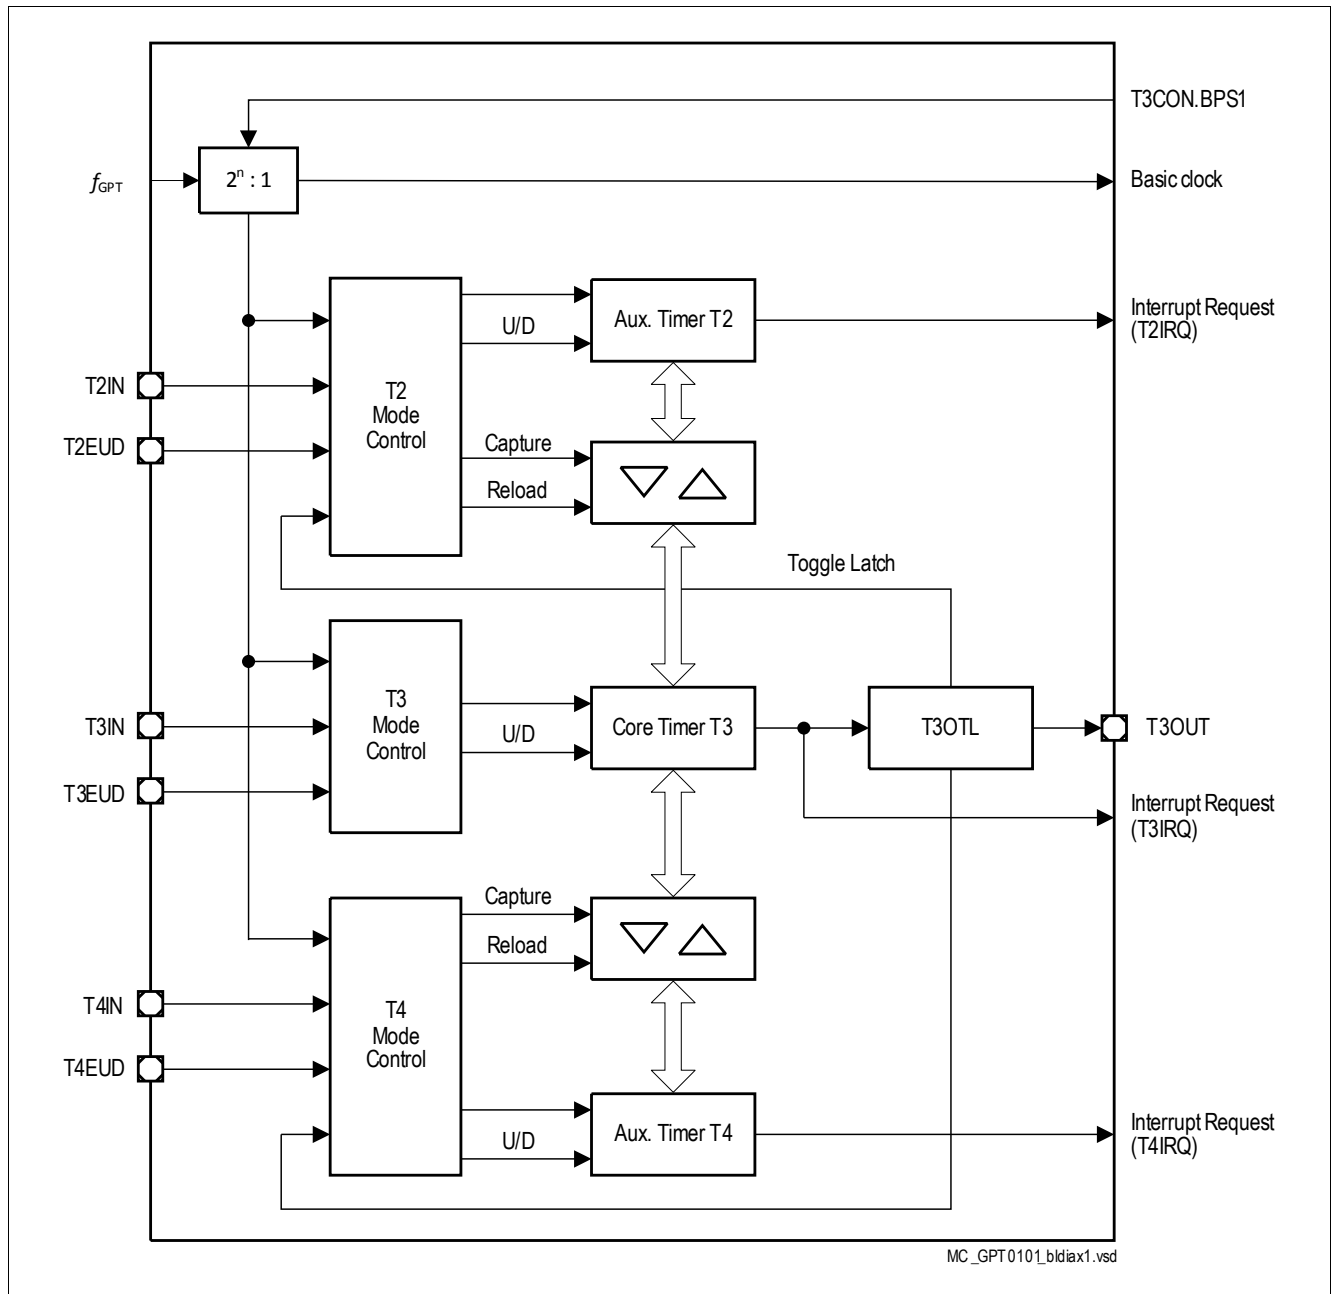 T3CON.BPS1
fGPT
2ⁿ : 1
Basic clock
U/D
Aux. Timer T2
Interrupt Request
(T2IRQ)
T2IN
T2
Mode
Control
T2EUD
Capture
Reload
Toggle Latch
T3
Mode
Control
T3IN
U/D
Core Timer T3
T3OTL
T3OUT
T3EUD
Interrupt Request
(T3IRQ)
Capture
Reload
T4IN
T4
Mode
Control
T4EUD
U/D
Aux. Timer T4
Interrupt Request
(T4IRQ)
MC_GPT0101_bldiax1.vsd